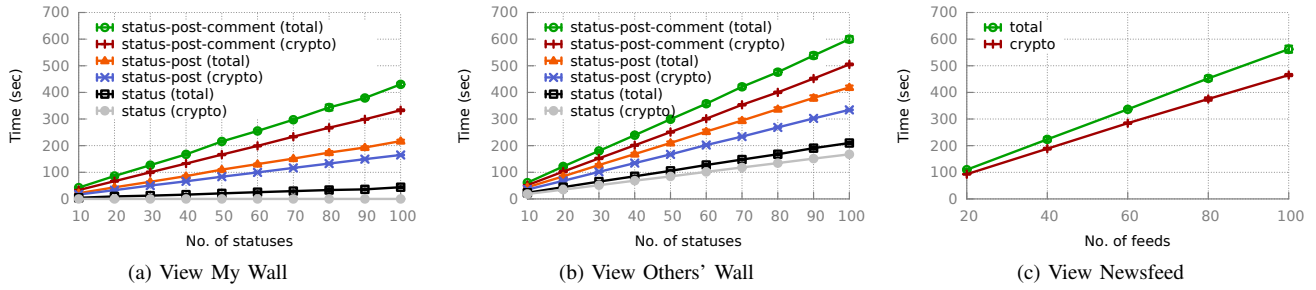 700
600
500
400
300
200
100
0
Time (sec)
status-post-comment (total)
status-post-comment (crypto)
status-post (total)
status-post (crypto)
status (total)
status (crypto)
10 20 30 40 50 60 70 80 90 100
No. of statuses
(a) View My Wall
700
600
500
400
300
200
100
0
Time (sec)
status-post-comment (total)
status-post-comment (crypto)
status-post (total)
status-post (crypto)
status (total)
status (crypto)
10 20 30 40 50 60 70 80 90 100
No. of statuses
(b) View Others' Wall
700
600
500
400
300
200
100
0
Time (sec)
total
crypto
20 40 60 80 100
No. of feeds
(c) View Newsfeed